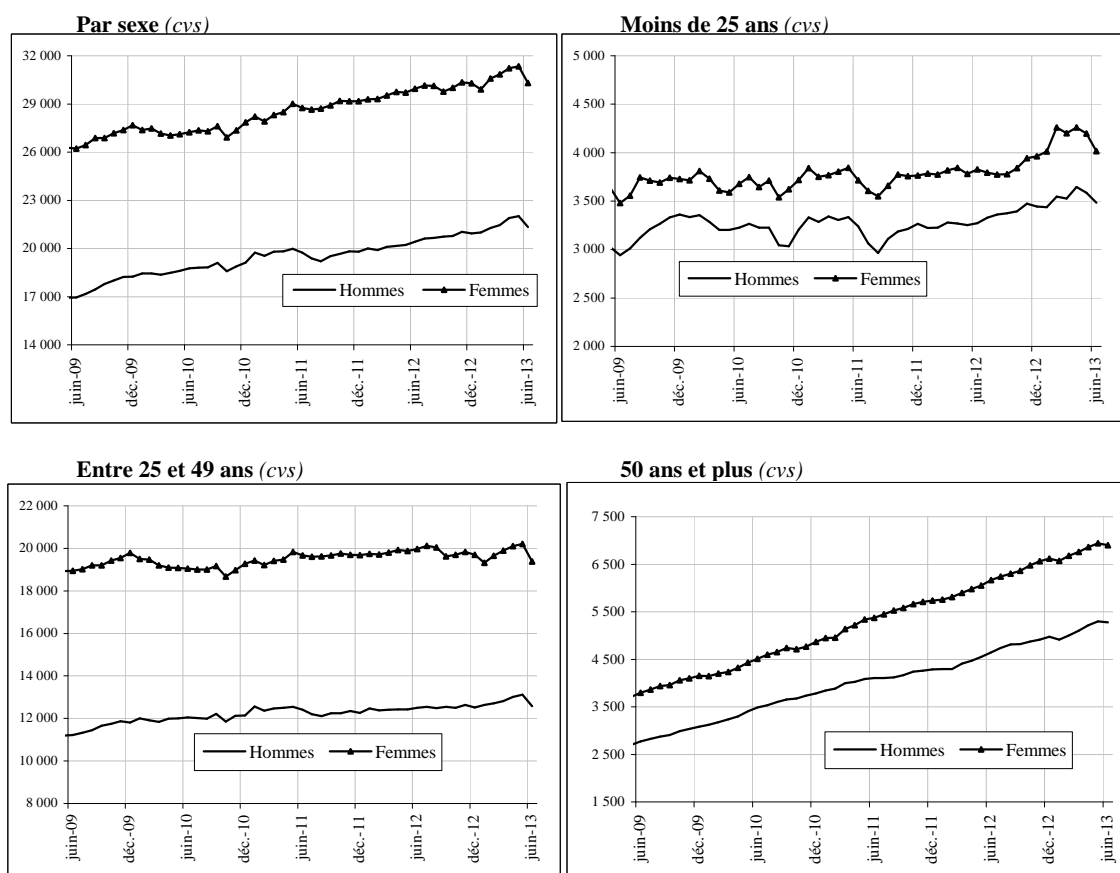 Par sexe (cvs)
32 000
29 000
26 000
23 000
20 000
17 000
14 000
Hommes
Femmes
juin-09
déc.-09
juin-10
déc.-10
juin-11
déc.-11
juin-12
déc.-12
juin-13
Moins de 25 ans (cvs)
5 000
4 500
4 000
3 500
3 000
2 500
2 000
Hommes
Femmes
juin-09
déc.-09
juin-10
déc.-10
juin-11
déc.-11
juin-12
déc.-12
juin-13
Entre 25 et 49 ans (cvs)
22 000
20 000
18 000
16 000
14 000
12 000
10 000
8 000
Hommes
Femmes
juin-09
déc.-09
juin-10
déc.-10
juin-11
déc.-11
juin-12
déc.-12
juin-13
50 ans et plus (cvs)
7 500
6 500
5 500
4 500
3 500
2 500
1 500
Hommes
Femmes
juin-09
déc.-09
juin-10
déc.-10
juin-11
déc.-11
juin-12
déc.-12
juin-13